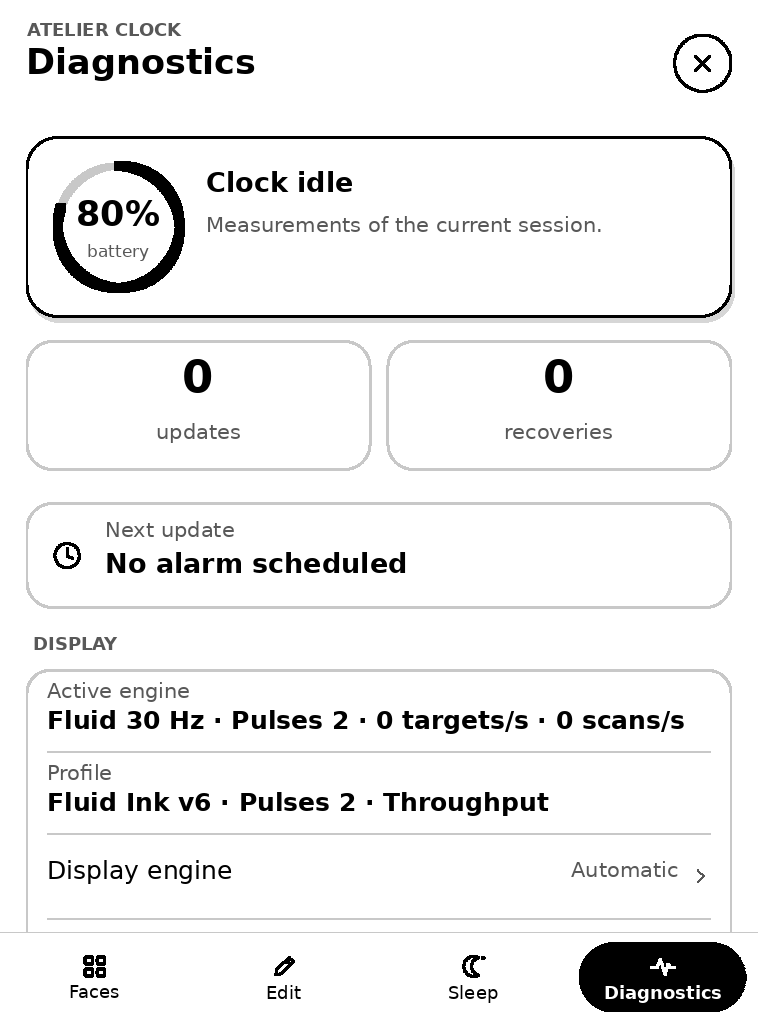 ATELIER CLOCK
Diagnostics
80%
battery
Clock idle
Measurements of the current session.
0
updates
0
recoveries
Next update
No alarm scheduled
DISPLAY
Active engine
Fluid 30 Hz · Pulses 2 · 0 targets/s · 0 scans/s
Profile
Fluid Ink v6 · Pulses 2 · Throughput
Display engine
Automatic
Faces
Edit
Sleep
Diagnostics